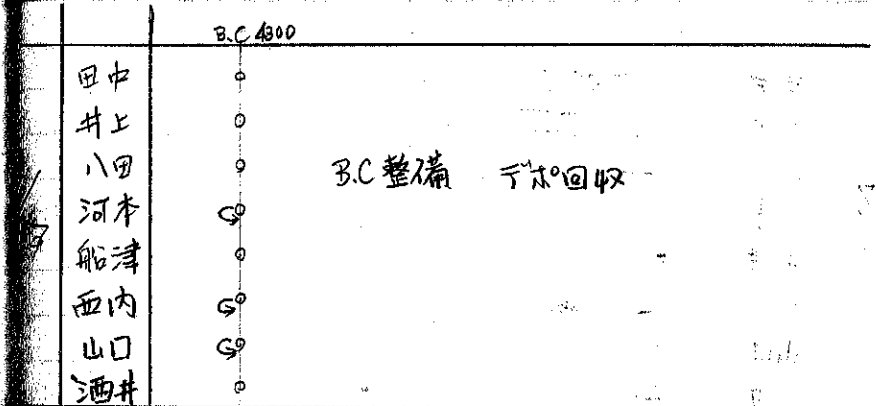 B.C 4300
田中
井上
八田
B.C整備 デポ回収
河本
船津
西内
山口
酒井